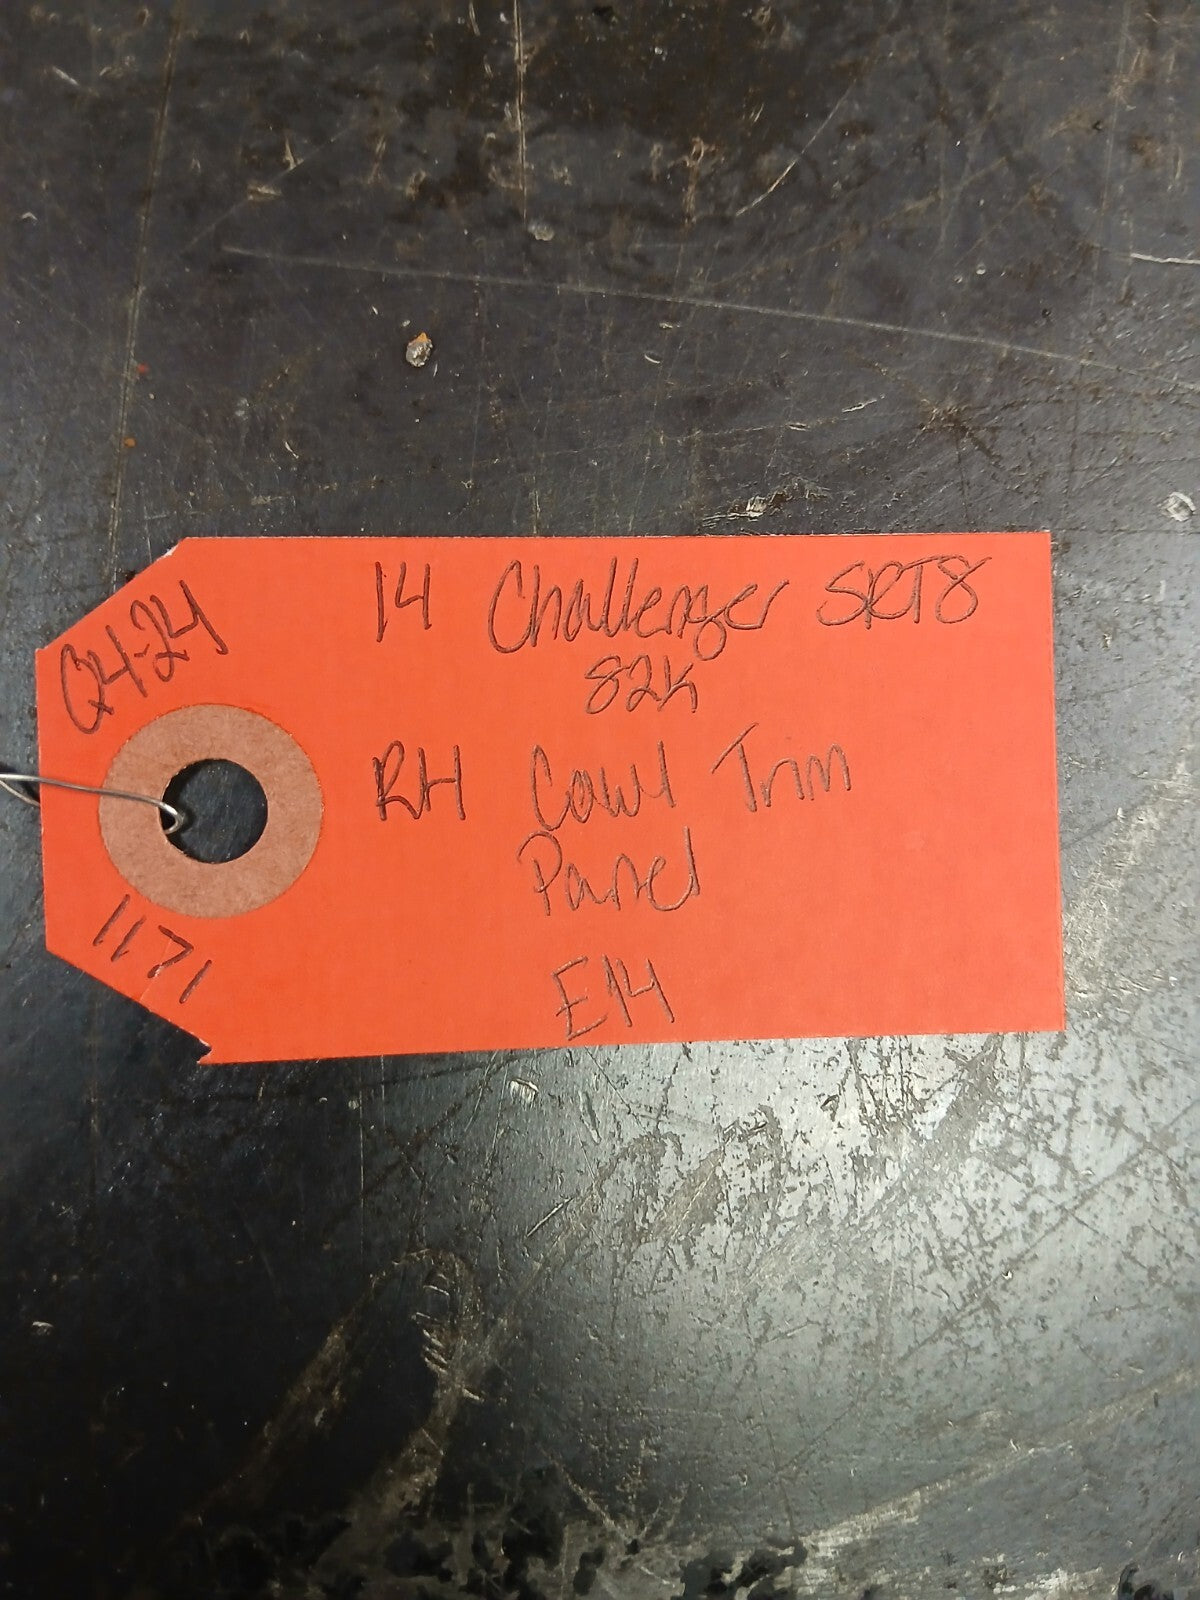 Q4-24
14 Challenger SRT8
82K
RH Cowl Trim
Panel
E14
1171